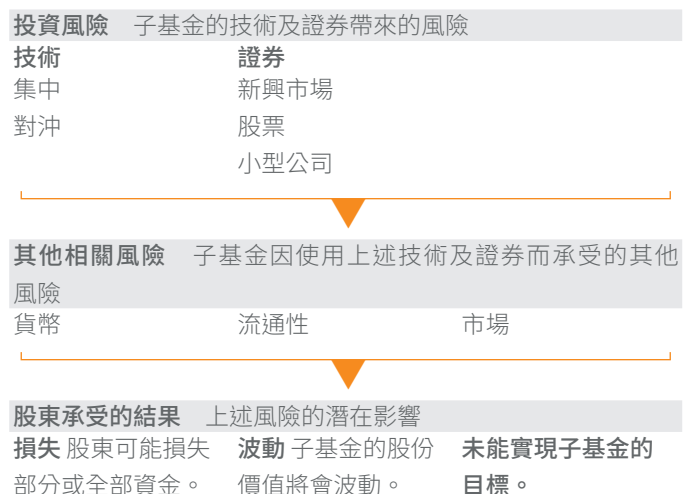 投資風險 子基金的技術及證券帶來的風險
技術 證券
集中 新興市場
對沖 股票
小型公司
其他相關風險 子基金因使用上述技術及證券而承受的其他
風險
貨幣 流通性 市場
股東承受的結果 上述風險的潛在影響
損失 股東可能損失 波動 子基金的股份 未能實現子基金的
部分或全部資金。 價值將會波動。 目標。